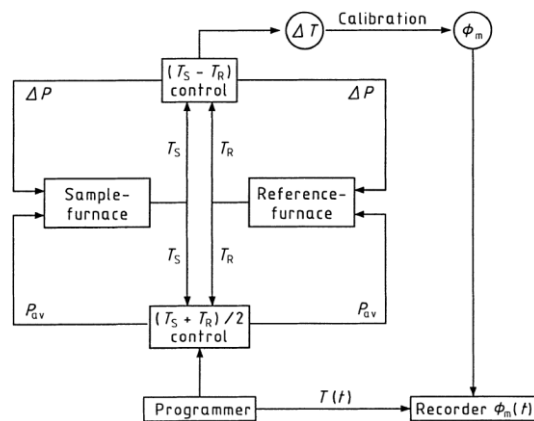 Calibration
ΔT
ϕm
(TS − TR)
control
ΔP
ΔP
TS
TR
Sample-
furnace
Reference-
furnace
TS
TR
Pav
(TS + TR)/2
control
Pav
T(t)
Programmer
Recorder ϕm(t)